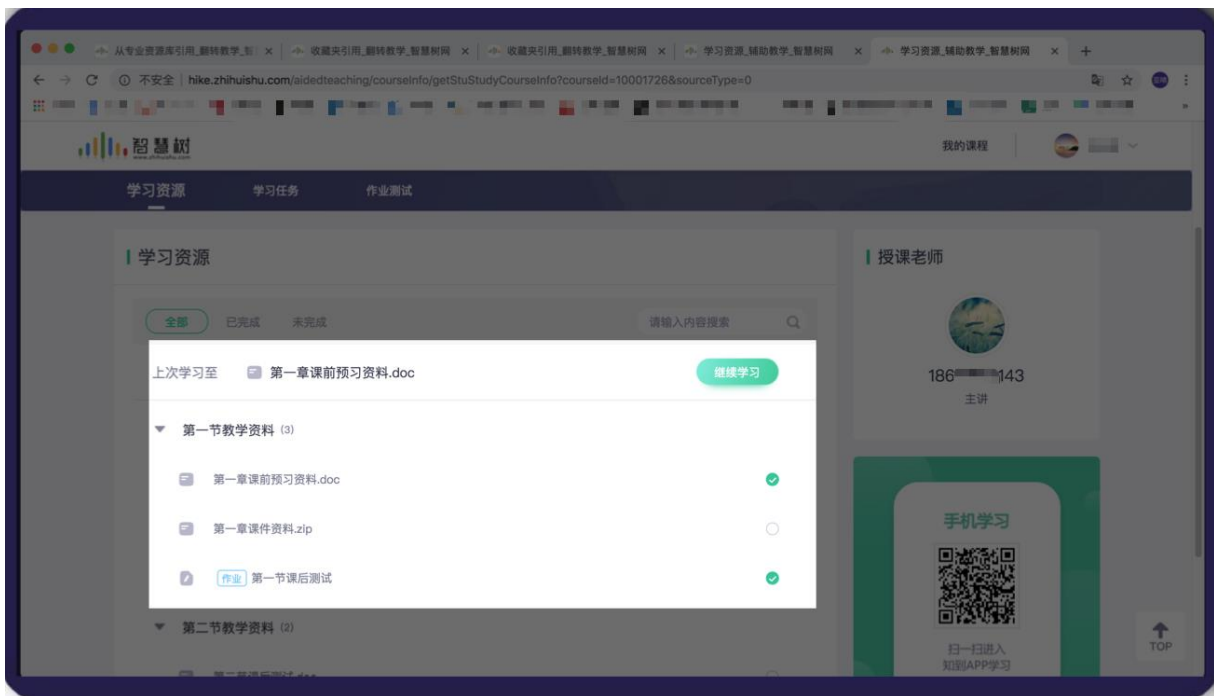 从专业资源库引用_翻转教学_智
收藏夹引用_翻转教学_智慧树网
收藏夹引用_翻转教学_智慧树网
学习资源_辅助教学_智慧树网
学习资源_辅助教学_智慧树网
不安全 | hike.zhihuishu.com/aidedteaching/courseInfo/getStuStudyCourseInfo?courseId=10001726&sourceType=0
智慧树
www.zhihuishu.com
我的课程
学习资源 学习任务 作业测试
学习资源
全部 已完成 未完成 请输入内容搜索
上次学习至 第一章课前预习资料.doc 继续学习
第一节教学资料 (3)
第一章课前预习资料.doc
第一章课件资料.zip
作业 第一节课后测试
第二节教学资料 (2)
授课老师
186 143
主讲
手机学习
扫一扫进入
知到APP学习
TOP